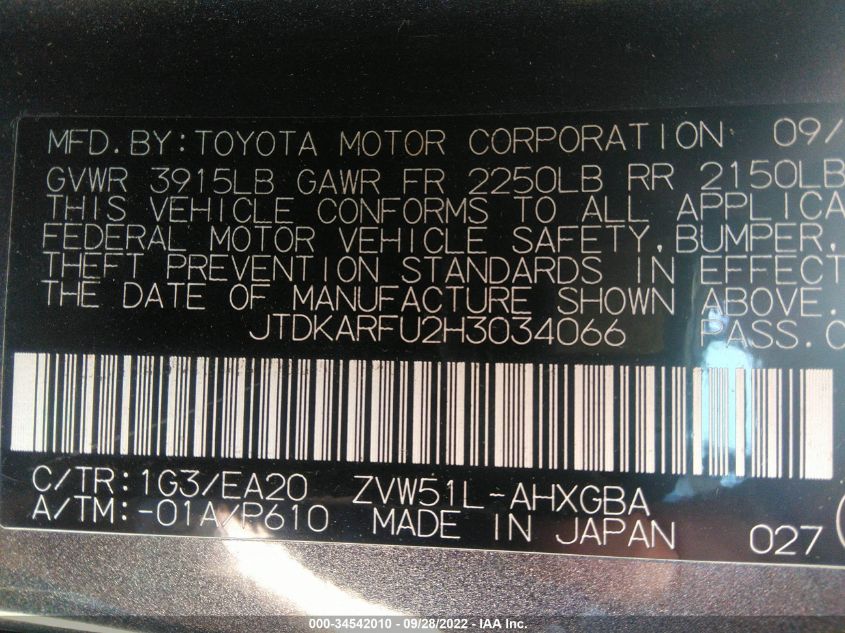 MFD.BY:TOYOTA MOTOR CORPORATION 09/
GVWR 3915LB GAWR FR 2250LB RR 2150LB
THIS VEHICLE CONFORMS TO ALL APPLICA
FEDERAL MOTOR VEHICLE SAFETY, BUMPER,
THEFT PREVENTION STANDARDS IN EFFECT
THE DATE OF MANUFACTURE SHOWN ABOVE.
JTDKARFU2H3034066 PASS.C
C/TR:1G3/EA20 ZVW51L-AHXGBA
A/TM:-01A/P610 MADE IN JAPAN 027
000-34542010 - 09/28/2022 - IAA Inc.